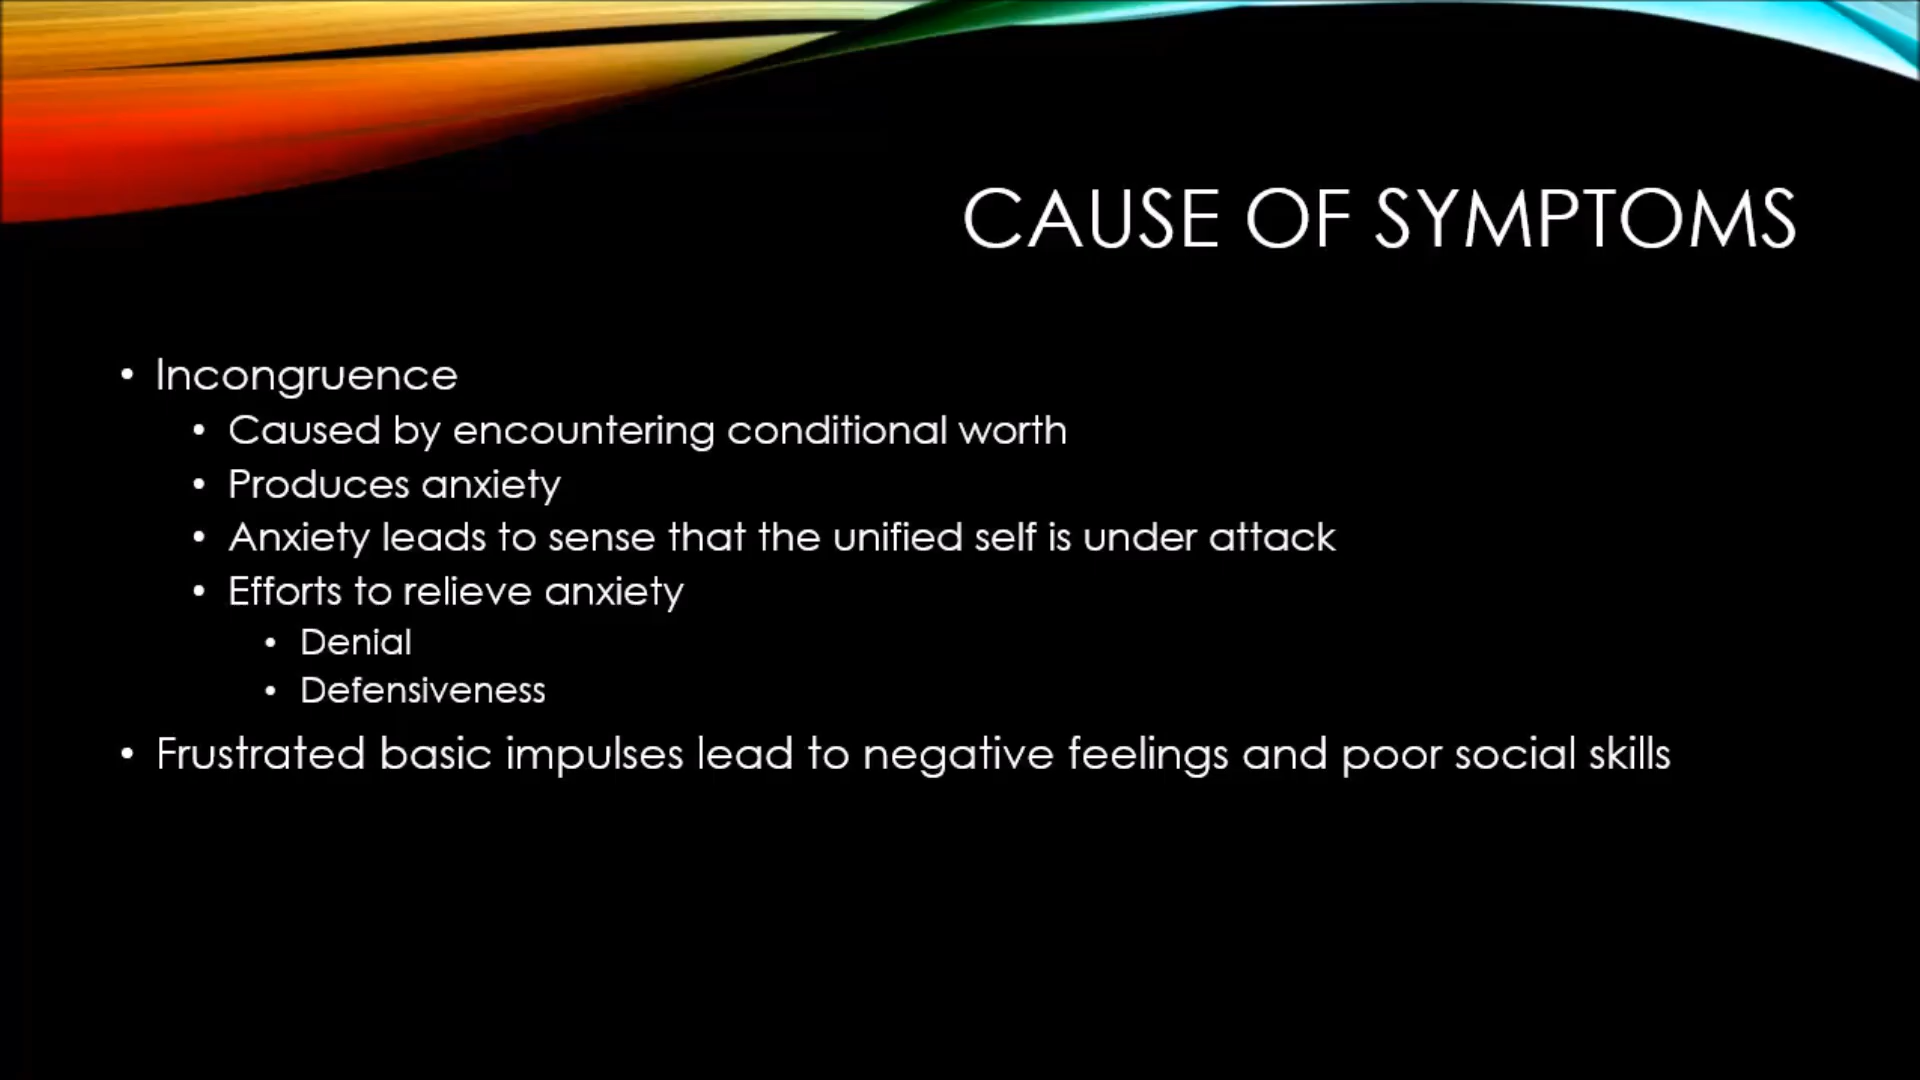 CAUSE OF SYMPTOMS
• Incongruence
• Caused by encountering conditional worth
• Produces anxiety
• Anxiety leads to sense that the unified self is under attack
• Efforts to relieve anxiety
• Denial
• Defensiveness
• Frustrated basic impulses lead to negative feelings and poor social skills